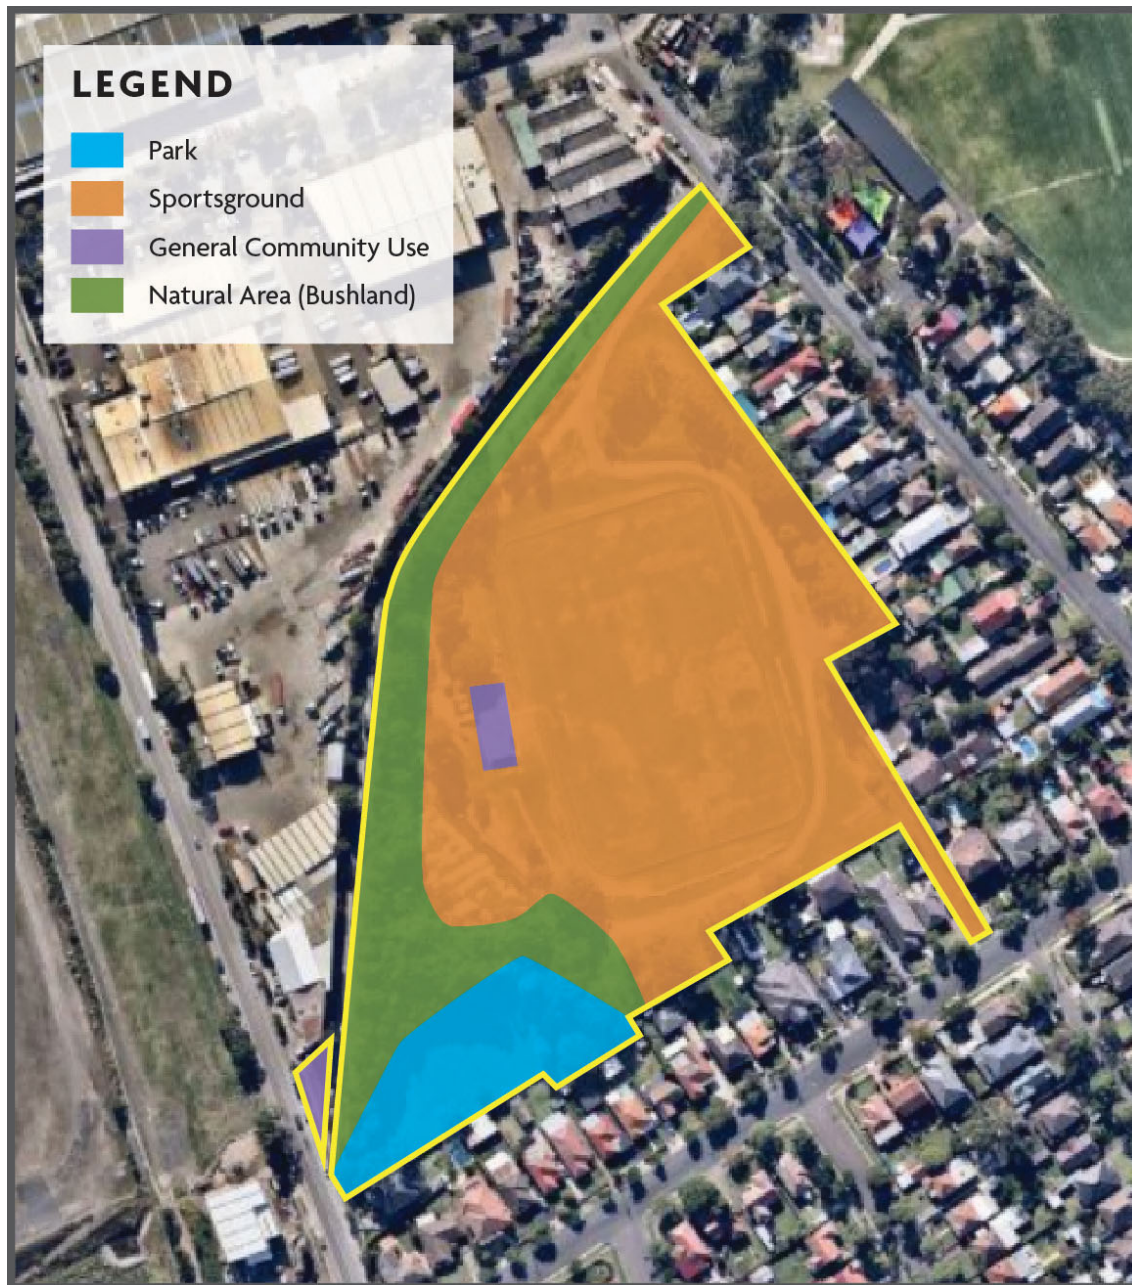 LEGEND
Park
Sportsground
General Community Use
Natural Area (Bushland)